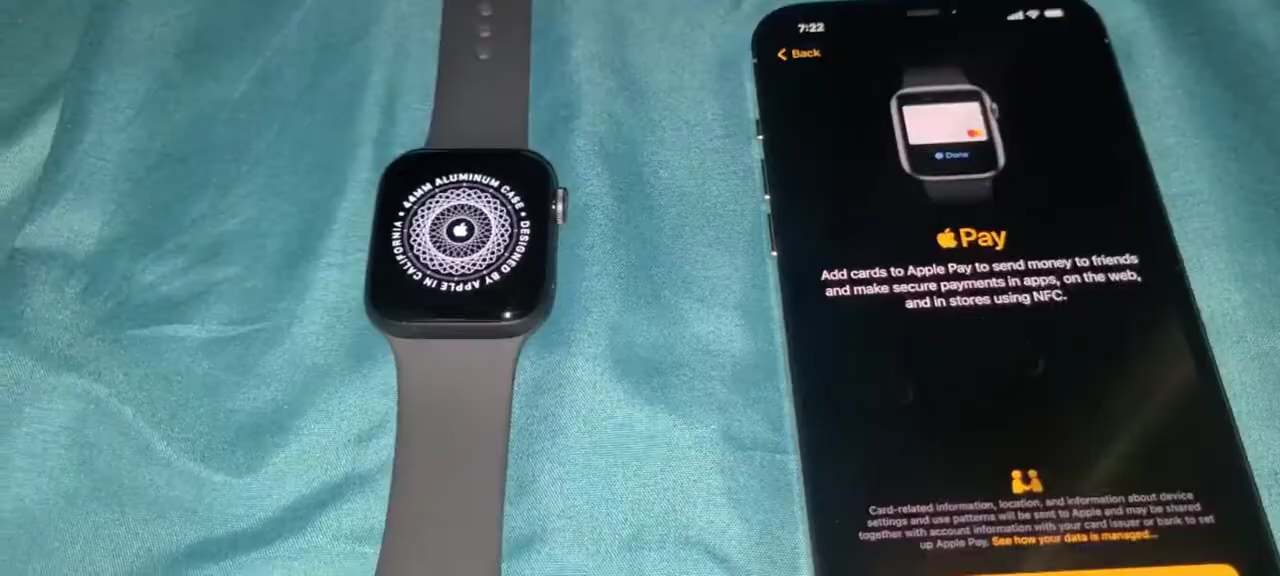 44MM ALUMINUM CASE • DESIGNED BY APPLE IN CALIFORNIA •
7:22
Back
Done
Pay
Add cards to Apple Pay to send money to friends
and make secure payments in apps, on the web,
and in stores using NFC.
Card-related information, location, and information about device
settings and use patterns will be sent to Apple and may be shared
together with account information with your card issuer or bank to set
up Apple Pay. See how your data is managed...